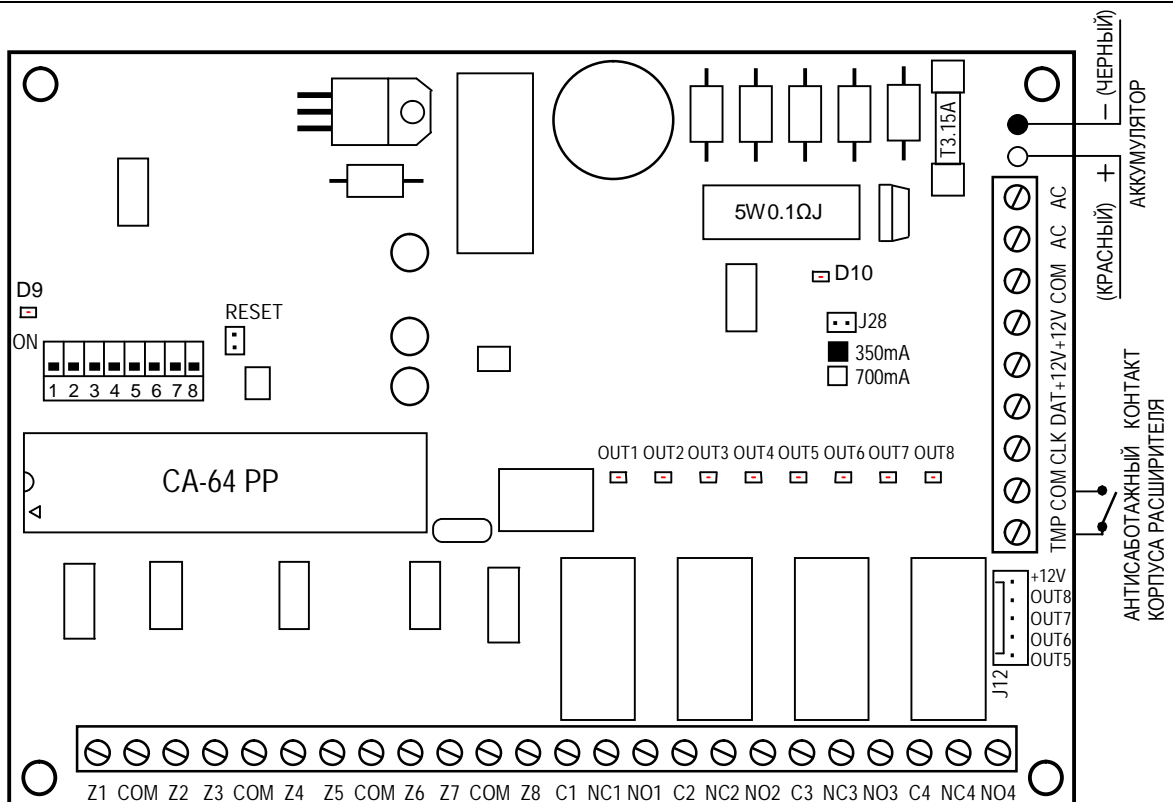 − (ЧЕРНЫЙ)
АККУМУЛЯТОР
(КРАСНЫЙ) +
T3.15A
5W0.1ΩJ
AC
AC
COM
+12V
+12V
DAT
CLK
COM
TMP
D10
D9
RESET
ON
J28
350mA
700mA
1 2 3 4 5 6 7 8
АНТИСАБОТАЖНЫЙ КОНТАКТ
КОРПУСА РАСШИРИТЕЛЯ
OUT1 OUT2 OUT3 OUT4 OUT5 OUT6 OUT7 OUT8
CA-64 PP
+12V
OUT8
OUT7
OUT6
OUT5
J12
Z1 COM Z2 Z3 COM Z4 Z5 COM Z6 Z7 COM Z8 C1 NC1 NO1 C2 NC2 NO2 C3 NC3 NO3 C4 NC4 NO4